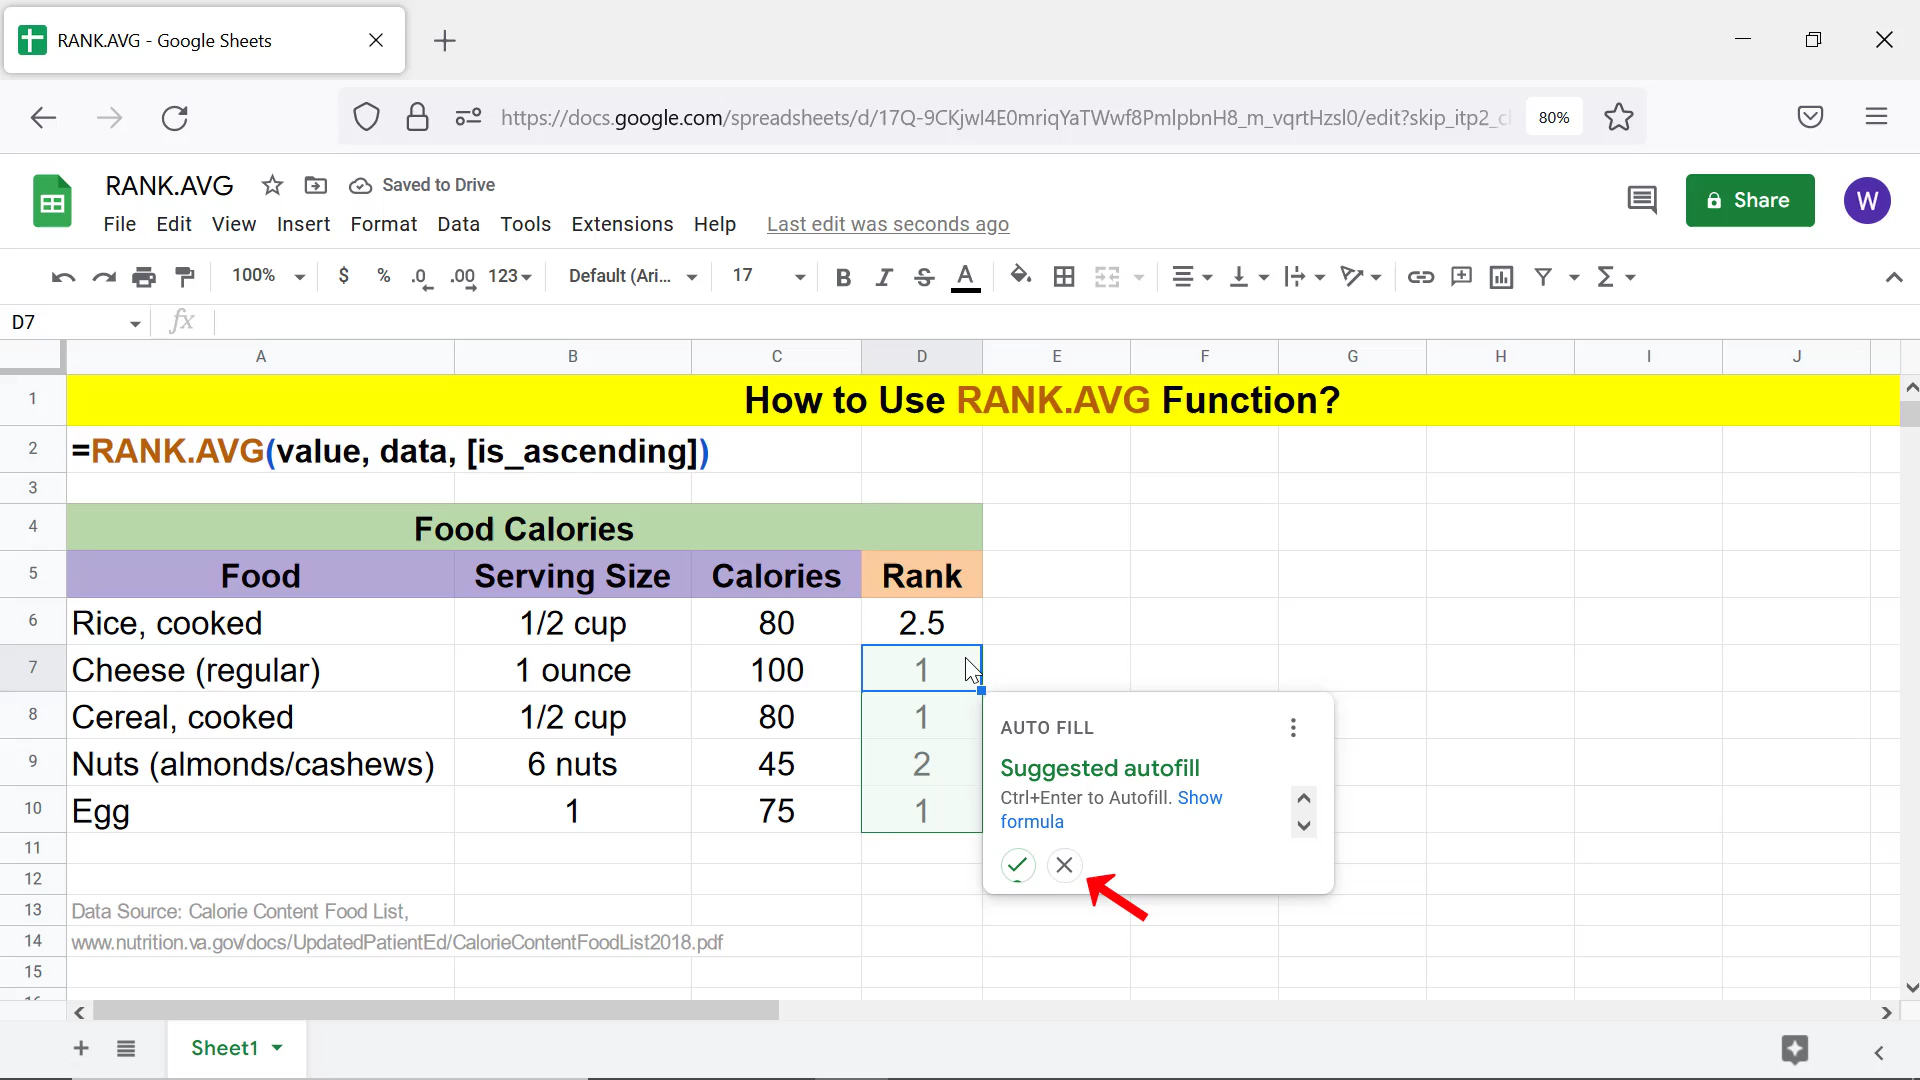 RANK.AVG - Google Sheets
https://docs.google.com/spreadsheets/d/17Q-9CKjwl4E0mriqYaTWwf8PmlpbnH8_m_vqrtHzsl0/edit?skip_itp2_c
80%
RANK.AVG
Saved to Drive
Share
W
File Edit View Insert Format Data Tools Extensions Help Last edit was seconds ago
100% $ % .0 .00 123 Default (Ari... 17 B I S A
D7 fx
A B C D E F G H I J
1 How to Use RANK.AVG Function?
2 =RANK.AVG(value, data, [is_ascending])
3
4 Food Calories
5 Food Serving Size Calories Rank
6 Rice, cooked 1/2 cup 80 2.5
7 Cheese (regular) 1 ounce 100 1
8 Cereal, cooked 1/2 cup 80 1
9 Nuts (almonds/cashews) 6 nuts 45 2
10 Egg 1 75 1
AUTO FILL
Suggested autofill
Ctrl+Enter to Autofill. Show
formula
11
12
13 Data Source: Calorie Content Food List,
14 www.nutrition.va.gov/docs/UpdatedPatientEd/CalorieContentFoodList2018.pdf
15
Sheet1